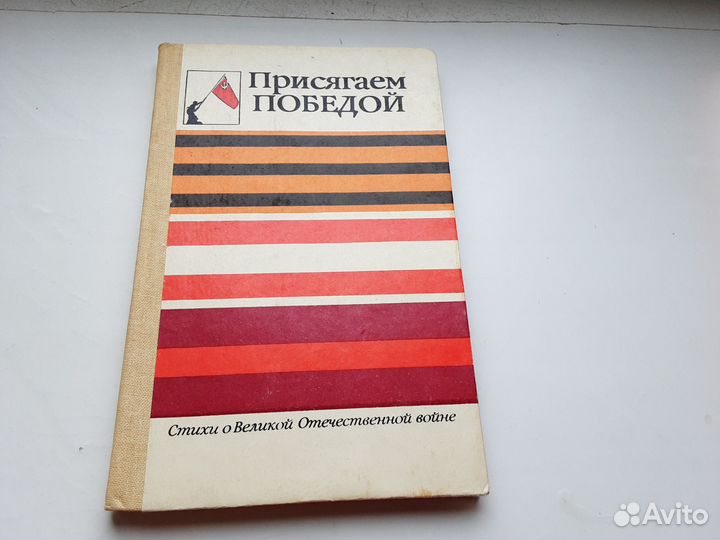 Присягаем
ПОБЕДОЙ
Стихи о Великой Отечественной войне
Avito